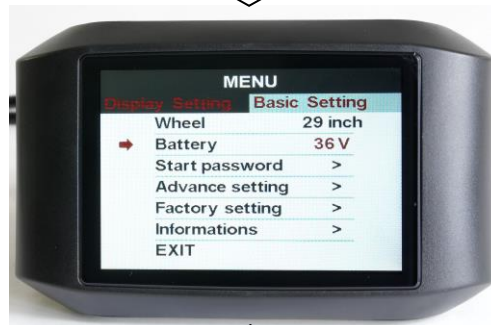 MENU
Display Setting Basic Setting
Wheel 29 inch
Battery 36 V
Start password >
Advance setting >
Factory setting >
Informations >
EXIT